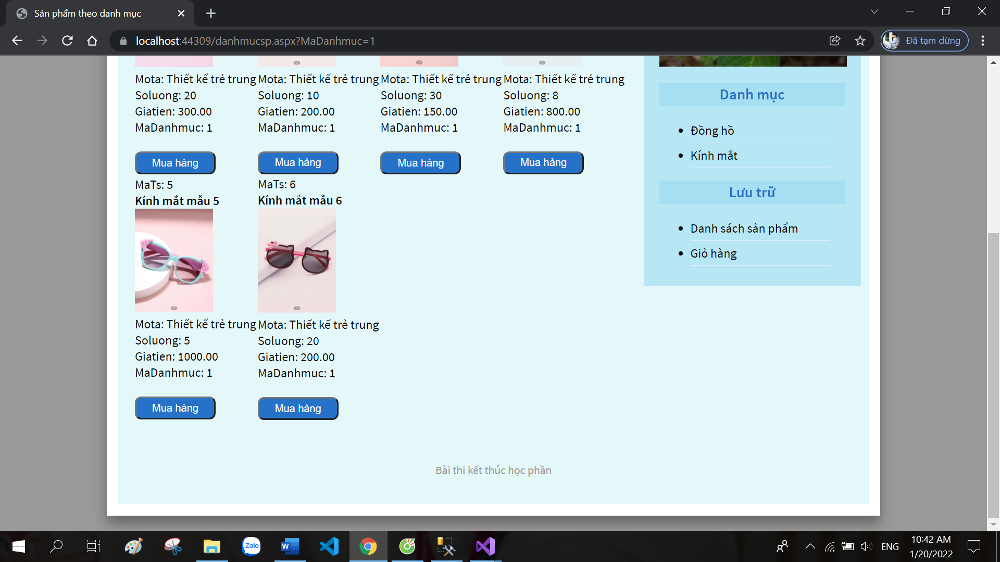 Sản phẩm theo danh mục
localhost:44309/danhmucsp.aspx?MaDanhmuc=1
Đã tạm dừng
Mota: Thiết kế trẻ trung
Soluong: 20
Giatien: 300.00
MaDanhmuc: 1
Mua hàng
Mota: Thiết kế trẻ trung
Soluong: 10
Giatien: 200.00
MaDanhmuc: 1
Mua hàng
Mota: Thiết kế trẻ trung
Soluong: 30
Giatien: 150.00
MaDanhmuc: 1
Mua hàng
Mota: Thiết kế trẻ trung
Soluong: 8
Giatien: 800.00
MaDanhmuc: 1
Mua hàng
MaTs: 5
Kính mắt mẫu 5
Mota: Thiết kế trẻ trung
Soluong: 5
Giatien: 1000.00
MaDanhmuc: 1
Mua hàng
MaTs: 6
Kính mắt mẫu 6
Mota: Thiết kế trẻ trung
Soluong: 20
Giatien: 200.00
MaDanhmuc: 1
Mua hàng
Danh mục
Đồng hồ
Kính mắt
Lưu trữ
Danh sách sản phẩm
Giỏ hàng
Bài thi kết thúc học phần
Zalo
W
ENG
10:42 AM
1/20/2022